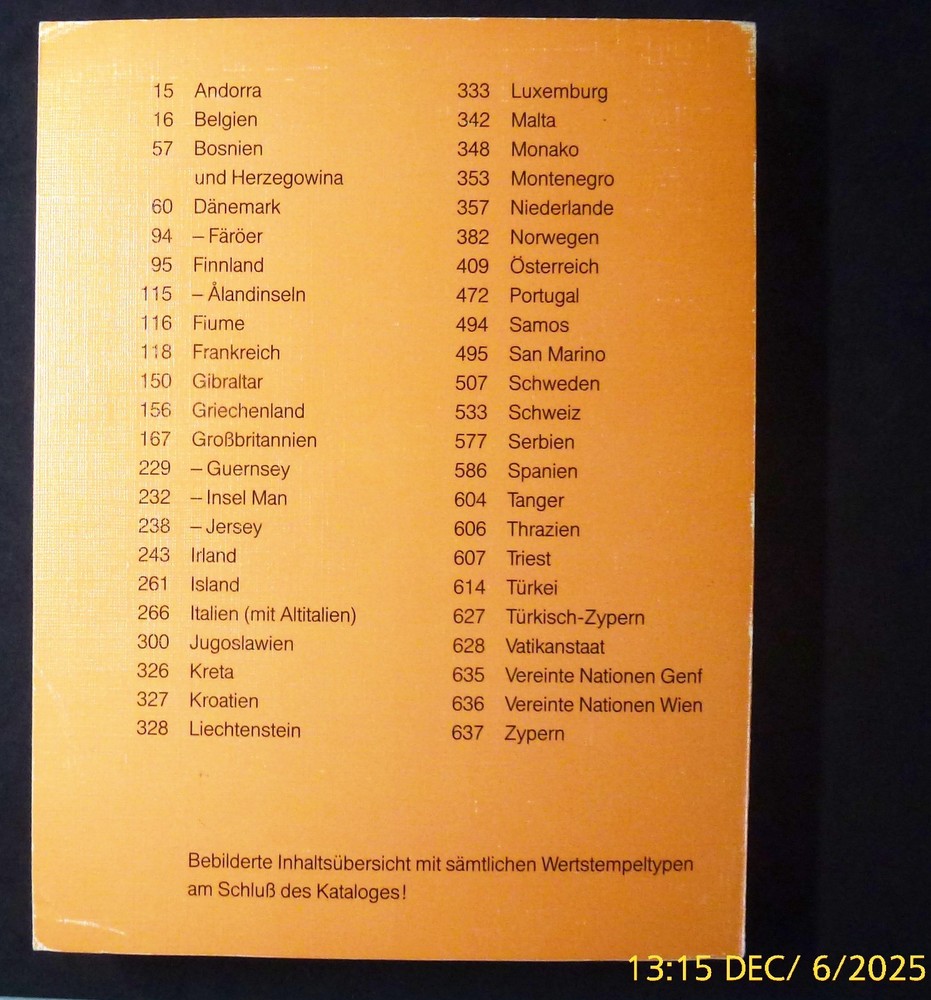 15 Andorra
16 Belgien
57 Bosnien
und Herzegowina
60 Dänemark
94 – Färöer
95 Finnland
115 – Ålandinseln
116 Fiume
118 Frankreich
150 Gibraltar
156 Griechenland
167 Großbritannien
229 – Guernsey
232 – Insel Man
238 – Jersey
243 Irland
261 Island
266 Italien (mit Altitalien)
300 Jugoslawien
326 Kreta
327 Kroatien
328 Liechtenstein
333 Luxemburg
342 Malta
348 Monako
353 Montenegro
357 Niederlande
382 Norwegen
409 Österreich
472 Portugal
494 Samos
495 San Marino
507 Schweden
533 Schweiz
577 Serbien
586 Spanien
604 Tanger
606 Thrazien
607 Triest
614 Türkei
627 Türkisch-Zypern
628 Vatikanstaat
635 Vereinte Nationen Genf
636 Vereinte Nationen Wien
637 Zypern
Bebilderte Inhaltsübersicht mit sämtlichen Wertstempeltypen
am Schluß des Kataloges!
13:15 DEC/ 6/2025